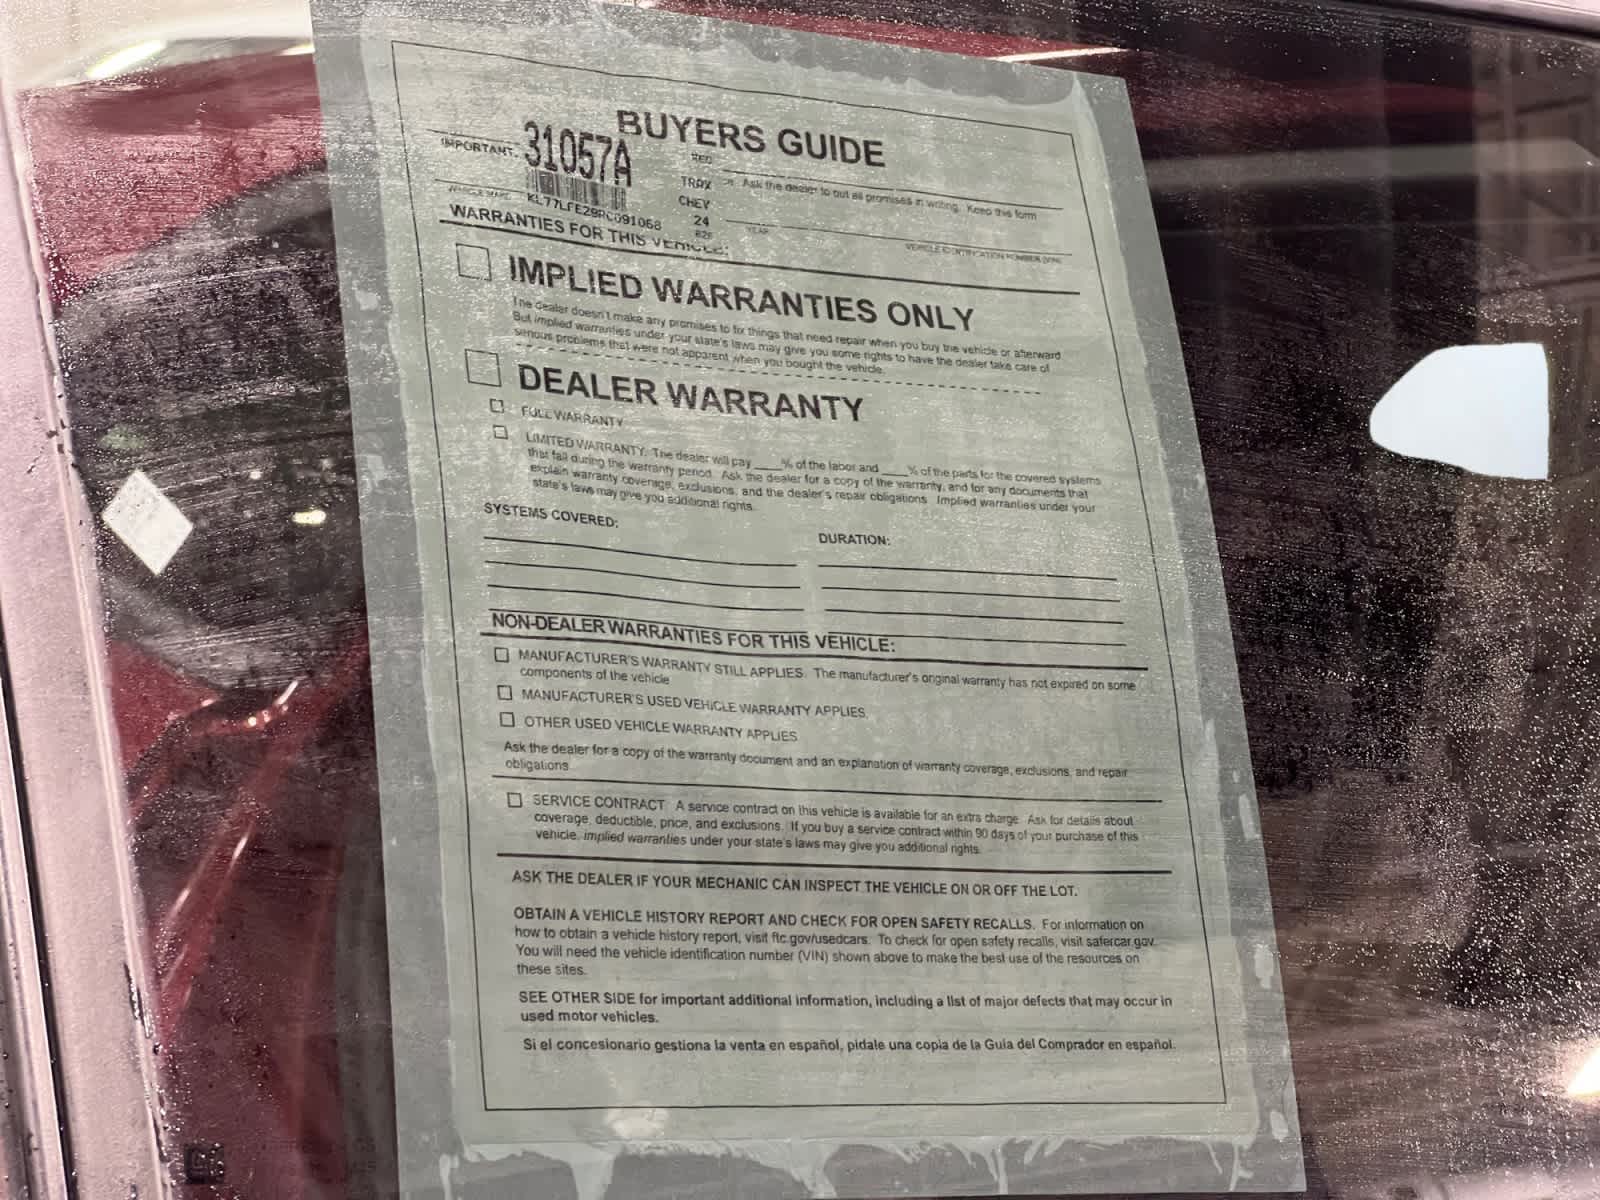 BUYERS GUIDE
IMPORTANT:
31057A
RED
TRAX
Ask the dealer to put all promises in writing. Keep this form
CHEV
KL77LFE29RC091068
24
VEHICLE MAKE
YEAR
VEHICLE IDENTIFICATION NUMBER (VIN)
WARRANTIES FOR THIS VEHICLE:
IMPLIED WARRANTIES ONLY
The dealer doesn't make any promises to fix things that need repair when you buy the vehicle or afterward.
But implied warranties under your state's laws may give you some rights to have the dealer take care of
serious problems that were not apparent when you bought the vehicle.
DEALER WARRANTY
FULL WARRANTY
LIMITED WARRANTY. The dealer will pay ____% of the labor and ____% of the parts for the covered systems
that fail during the warranty period. Ask the dealer for a copy of the warranty, and for any documents that
explain warranty coverage, exclusions, and the dealer's repair obligations. Implied warranties under your
state's laws may give you additional rights.
SYSTEMS COVERED:
DURATION:
NON-DEALER WARRANTIES FOR THIS VEHICLE:
MANUFACTURER'S WARRANTY STILL APPLIES. The manufacturer's original warranty has not expired on some
components of the vehicle
MANUFACTURER'S USED VEHICLE WARRANTY APPLIES.
OTHER USED VEHICLE WARRANTY APPLIES
Ask the dealer for a copy of the warranty document and an explanation of warranty coverage, exclusions, and repair
obligations.
SERVICE CONTRACT. A service contract on this vehicle is available for an extra charge. Ask for details about
coverage, deductible, price, and exclusions. If you buy a service contract within 90 days of your purchase of this
vehicle, implied warranties under your state's laws may give you additional rights.
ASK THE DEALER IF YOUR MECHANIC CAN INSPECT THE VEHICLE ON OR OFF THE LOT.
OBTAIN A VEHICLE HISTORY REPORT AND CHECK FOR OPEN SAFETY RECALLS. For information on
how to obtain a vehicle history report, visit ftc.gov/usedcars. To check for open safety recalls, visit safercar.gov.
You will need the vehicle identification number (VIN) shown above to make the best use of the resources on
these sites.
SEE OTHER SIDE for important additional information, including a list of major defects that may occur in
used motor vehicles.
Si el concesionario gestiona la venta en español, pídale una copia de la Guía del Comprador en español.